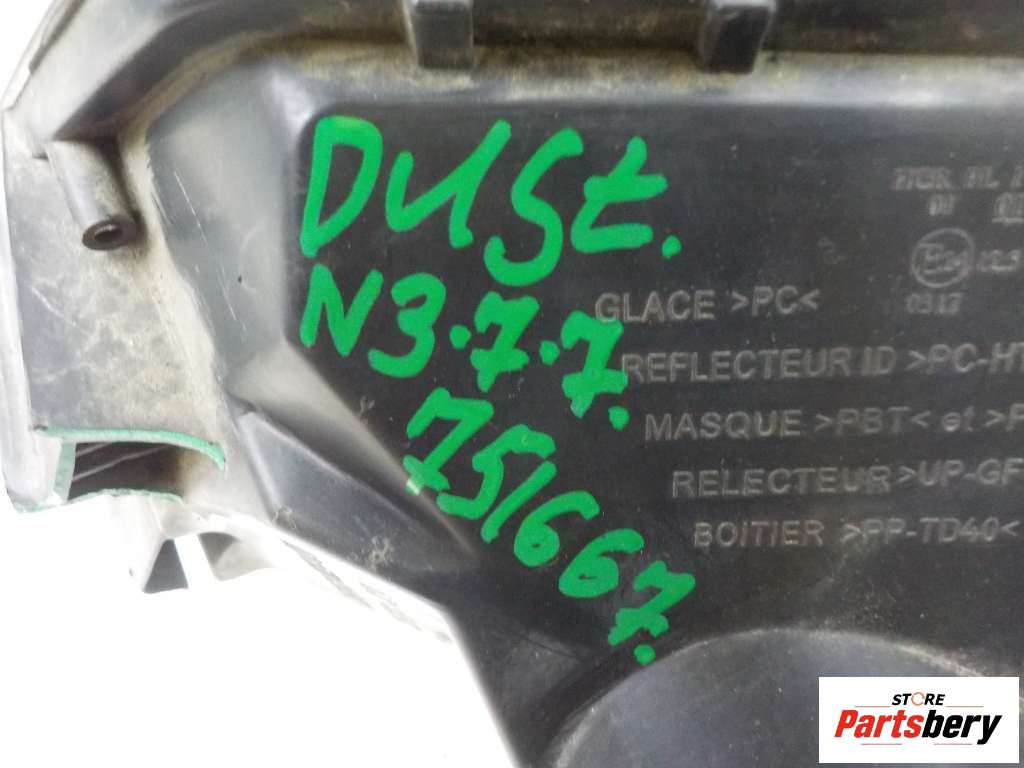 Dust.
N3.7.7.
751667.
GLACE >PC<
REFLECTEUR ID >PC-HT
MASQUE >PBT< et >P
RELECTEUR >UP-GF
BOITIER >PP-TD40<
0317
STORE
Partsbery